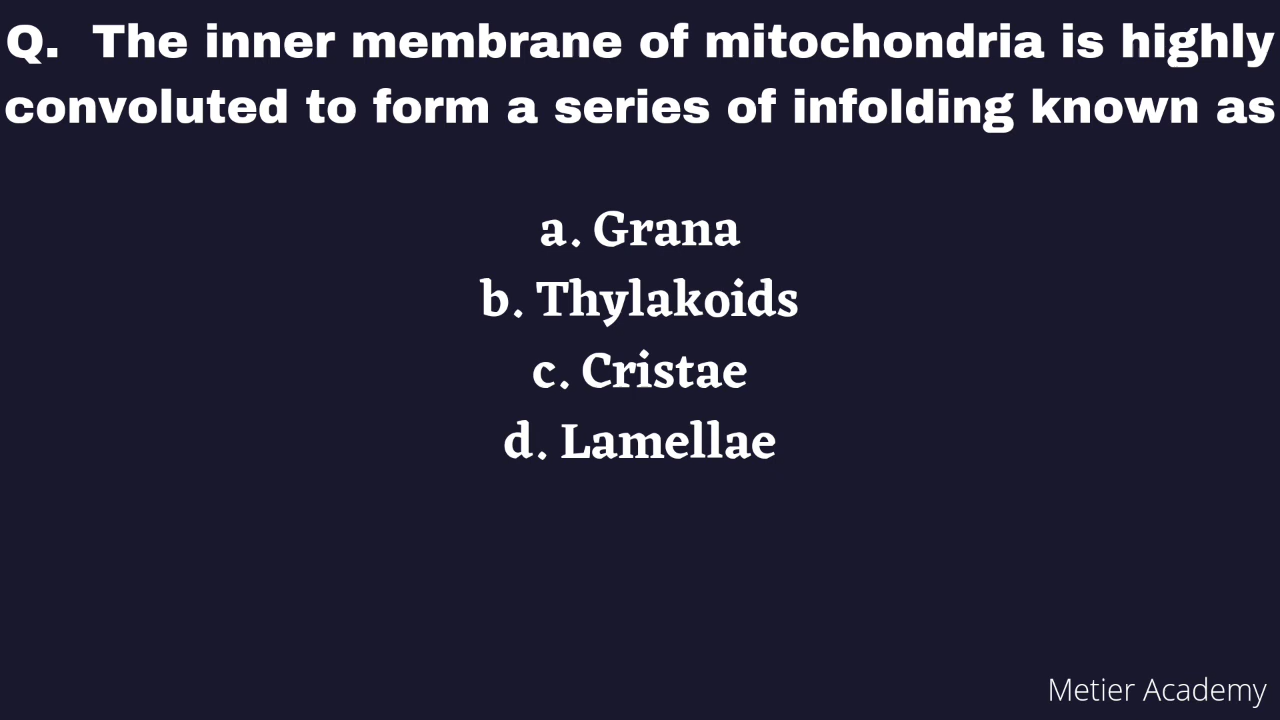 Q. The inner membrane of mitochondria is highly
convoluted to form a series of infolding known as
a. Grana
b. Thylakoids
c. Cristae
d. Lamellae
Metier Academy